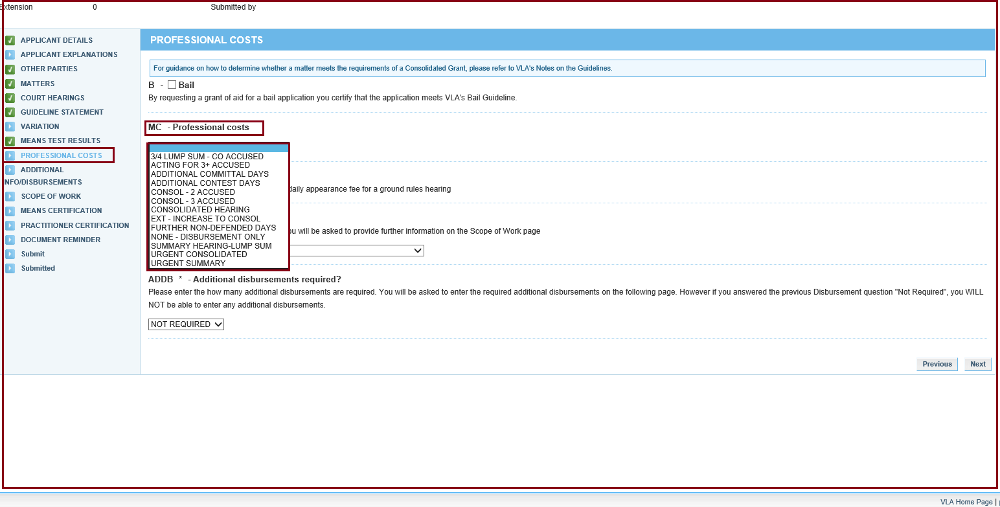 Extension 0 Submitted by
APPLICANT DETAILS
APPLICANT EXPLANATIONS
OTHER PARTIES
MATTERS
COURT HEARINGS
GUIDELINE STATEMENT
VARIATION
MEANS TEST RESULTS
PROFESSIONAL COSTS
ADDITIONAL
INFO/DISBURSEMENTS
SCOPE OF WORK
MEANS CERTIFICATION
PRACTITIONER CERTIFICATION
DOCUMENT REMINDER
Submit
Submitted
PROFESSIONAL COSTS
For guidance on how to determine whether a matter meets the requirements of a Consolidated Grant, please refer to VLA's Notes on the Guidelines.
B - Bail
By requesting a grant of aid for a bail application you certify that the application meets VLA's Bail Guideline.
MC - Professional costs
3/4 LUMP SUM - CO ACCUSED
ACTING FOR 3+ ACCUSED
ADDITIONAL COMMITTAL DAYS
ADDITIONAL CONTEST DAYS
CONSOL - 2 ACCUSED
CONSOL - 3 ACCUSED
CONSOLIDATED HEARING
EXT - INCREASE TO CONSOL
FURTHER NON-DEFENDED DAYS
NONE - DISBURSEMENT ONLY
SUMMARY HEARING-LUMP SUM
URGENT CONSOLIDATED
URGENT SUMMARY
daily appearance fee for a ground rules hearing
ou will be asked to provide further information on the Scope of Work page
ADDB * - Additional disbursements required?
Please enter the how many additional disbursements are required. You will be asked to enter the required additional disbursements on the following page. However if you answered the previous Disbursement question "Not Required", you WILL
NOT be able to enter any additional disbursements.
NOT REQUIRED
Previous Next
VLA Home Page |